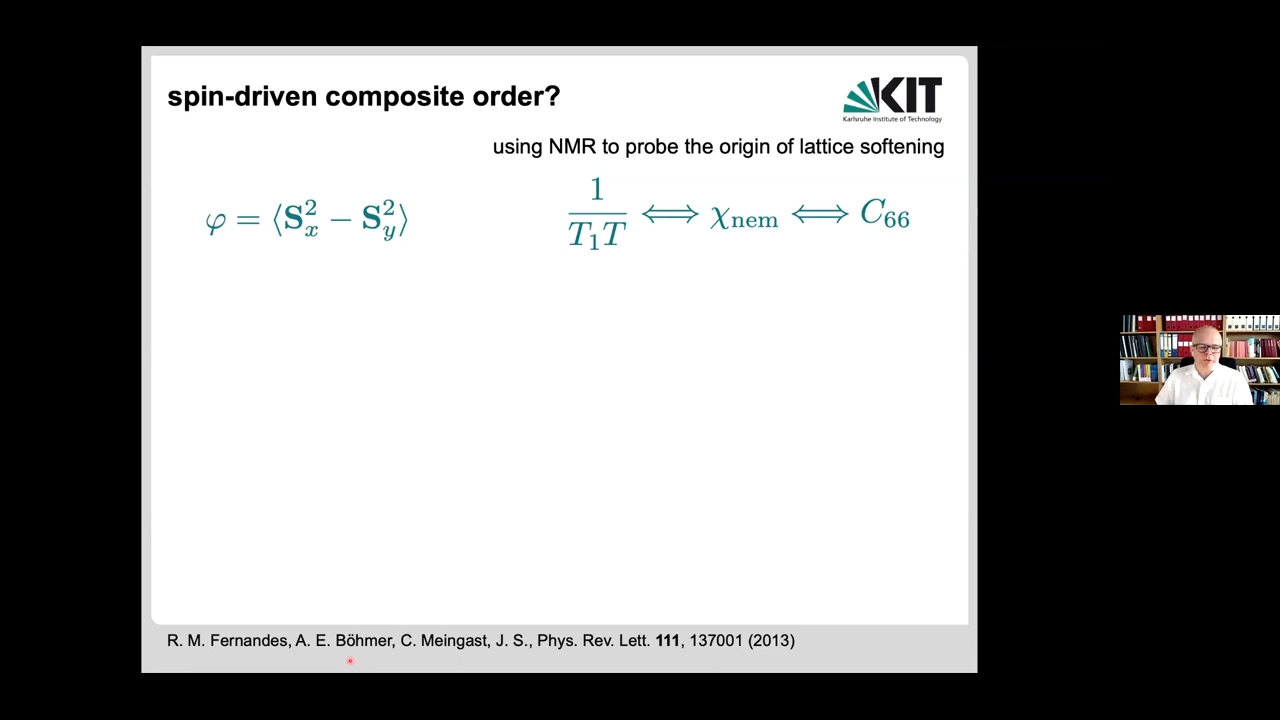 spin-driven composite order?
KIT
Karlsruhe Institute of Technology
using NMR to probe the origin of lattice softening
φ = ⟨S_x^2 − S_y^2⟩
1/(T_1 T) ⟺ χ_nem ⟺ C_66
R. M. Fernandes, A. E. Böhmer, C. Meingast, J. S., Phys. Rev. Lett. 111, 137001 (2013)